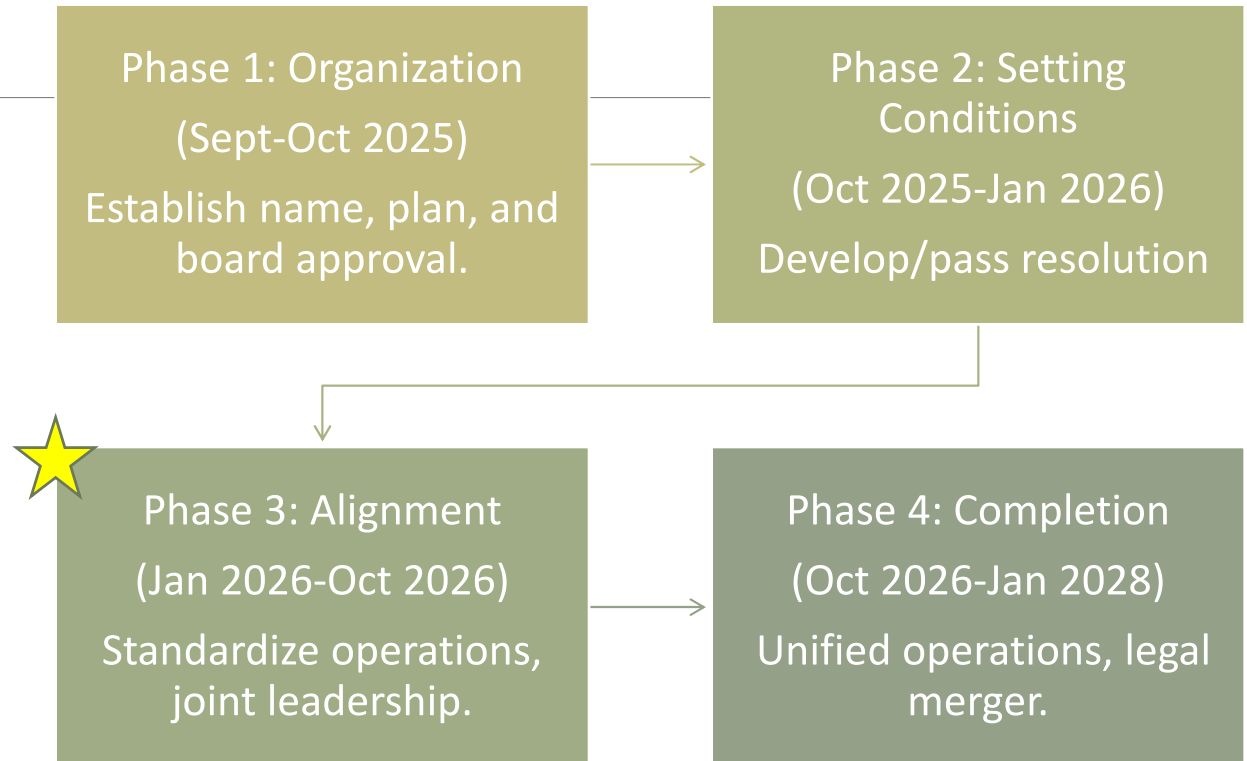 Phase 1: Organization
(Sept-Oct 2025)
Establish name, plan, and
board approval.
Phase 2: Setting
Conditions
(Oct 2025-Jan 2026)
Develop/pass resolution
Phase 3: Alignment
(Jan 2026-Oct 2026)
Standardize operations,
joint leadership.
Phase 4: Completion
(Oct 2026-Jan 2028)
Unified operations, legal
merger.